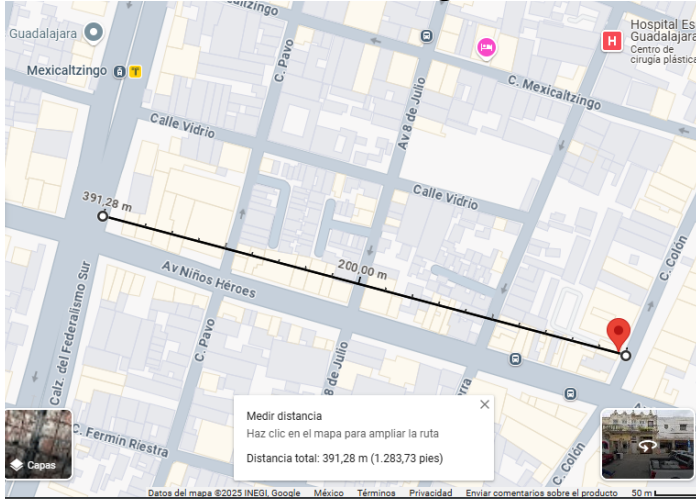 Mexicaltzingo
Guadalajara
Hospital Es
Guadalajara
Centro de
cirugía plástica
Mexicaltzingo
T
C. Pavo
Av 8 de Julio
C. Mexicaltzingo
Calle Vidrio
Calle Vidrio
391,28 m
200,00 m
Av Niños Héroes
C. Colón
Calz. del Federalismo Sur
C. Pavo
8 de Julio
C. Fermín Riestra
C. Colón
Medir distancia
Haz clic en el mapa para ampliar la ruta
Distancia total: 391,28 m (1.283,73 pies)
Capas
Datos del mapa ©2025 INEGI, Google México Términos Privacidad Enviar comentarios sobre el producto 50 m